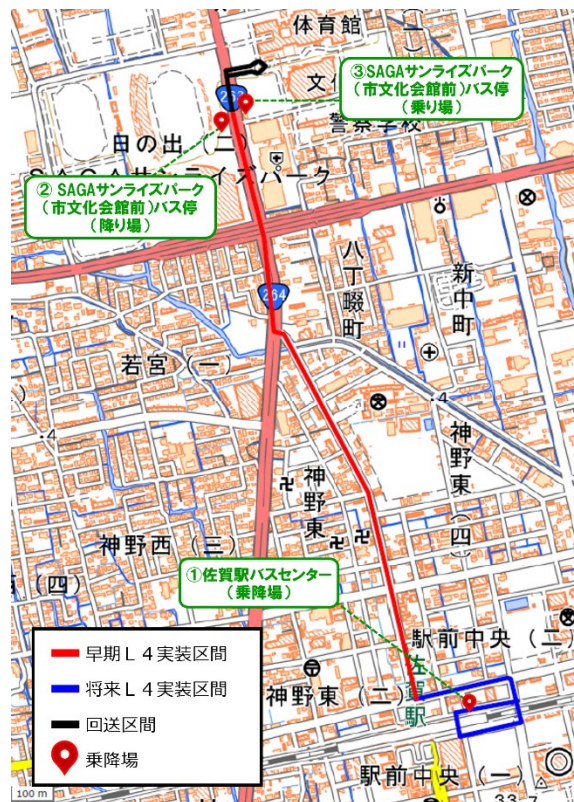 体育館
③SAGAサンライズパーク
（市文化会館前）バス停
（乗り場）
文化
警察学校
日の出（二）
SAGAサンライズパーク
② SAGAサンライズパーク
（市文化会館前）バス停
（降り場）
264
八丁畷町
新中町
若宮（一）
.4
.4
神野東（四）
神野東
神野西（三）
（四）
①佐賀駅バスセンター
（乗降場）
駅前中央（二）
佐賀駅
神野東（二）
駅前中央（一）
早期Ｌ４実装区間
将来Ｌ４実装区間
回送区間
乗降場
100 m